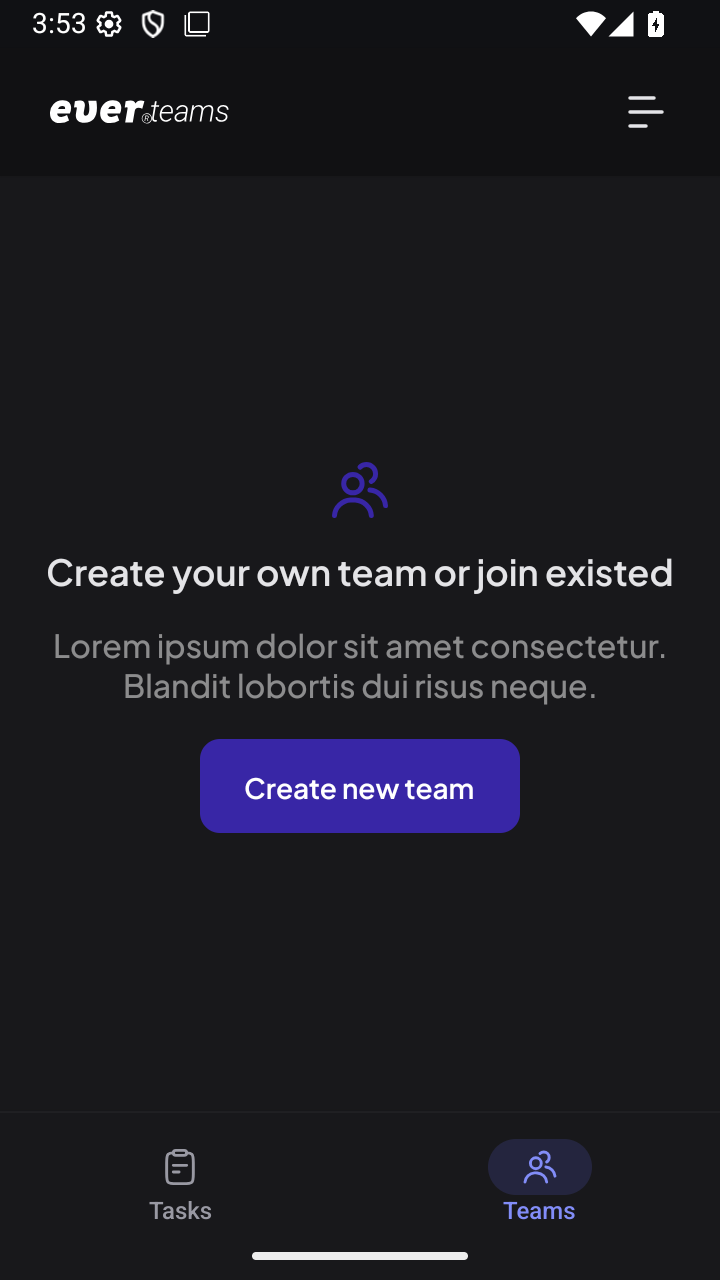 3:53
ever®teams
Create your own team or join existed
Lorem ipsum dolor sit amet consectetur.
Blandit lobortis dui risus neque.
Create new team
Tasks
Teams